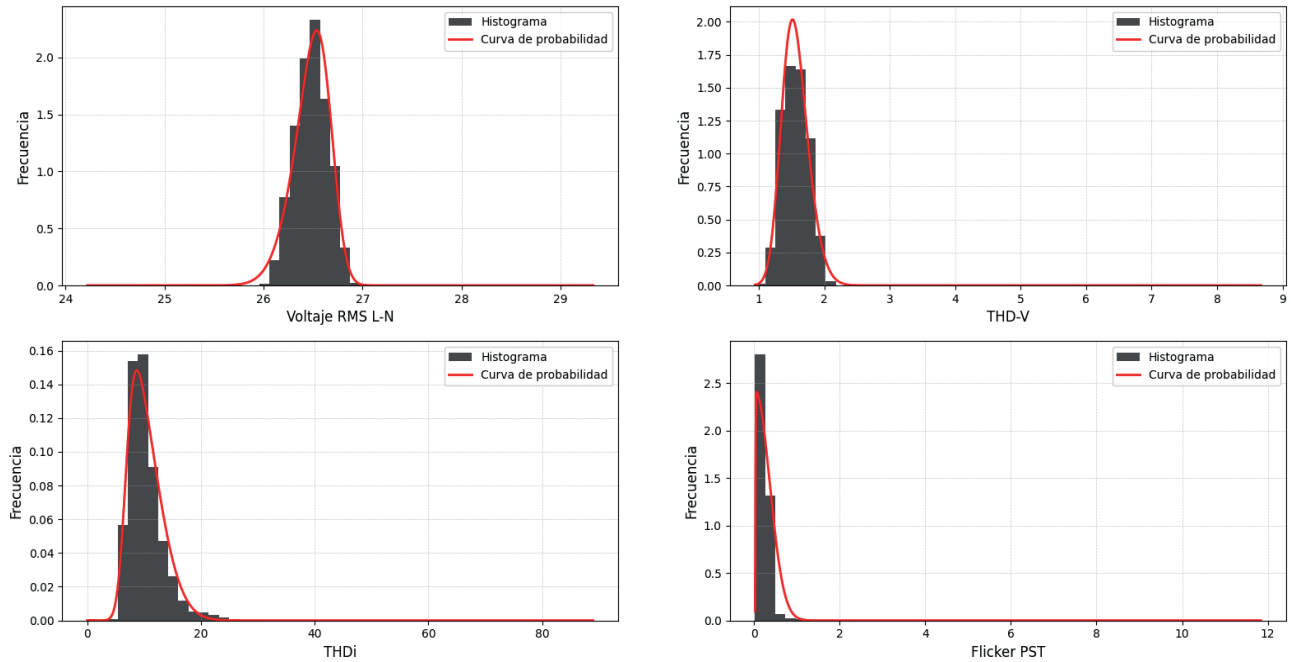 Histograma
Curva de probabilidad
Frecuencia
2.0
1.5
1.0
0.5
0.0
24 25 26 27 28 29
Voltaje RMS L-N
Histograma
Curva de probabilidad
Frecuencia
2.00
1.75
1.50
1.25
1.00
0.75
0.50
0.25
0.00
1 2 3 4 5 6 7 8 9
THD-V
Histograma
Curva de probabilidad
Frecuencia
0.16
0.14
0.12
0.10
0.08
0.06
0.04
0.02
0.00
0 20 40 60 80
THDi
Histograma
Curva de probabilidad
Frecuencia
2.5
2.0
1.5
1.0
0.5
0.0
0 2 4 6 8 10 12
Flicker PST